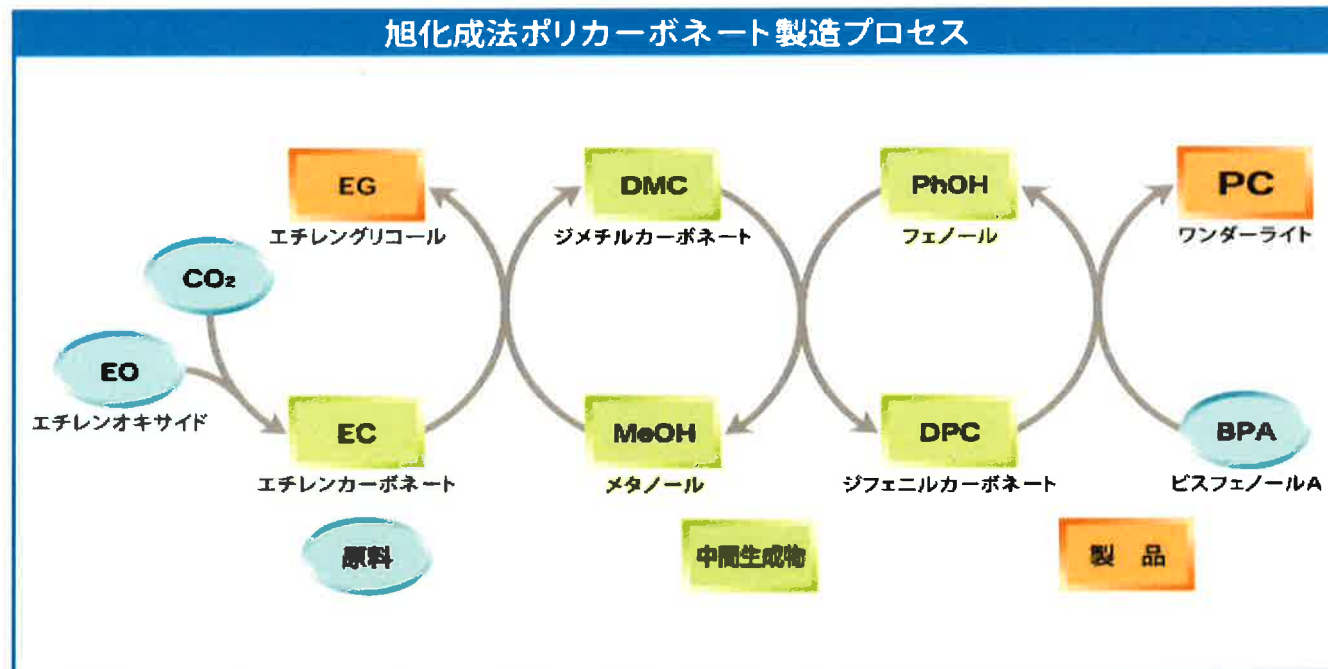 旭化成法ポリカーボネート製造プロセス
EG
エチレングリコール
DMC
ジメチルカーボネート
PhOH
フェノール
PC
ワンダーライト
CO₂
EO
エチレンオキサイド
EC
エチレンカーボネート
MeOH
メタノール
DPC
ジフェニルカーボネート
BPA
ビスフェノールA
原料
中間生成物
製 品